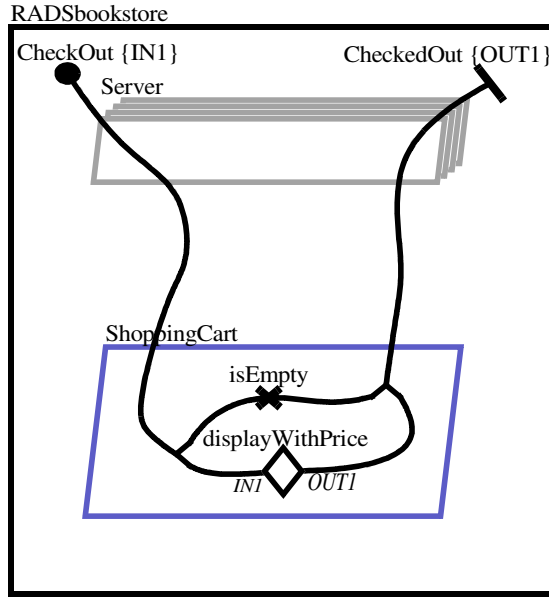 RADSbookstore
CheckOut {IN1}
CheckedOut {OUT1}
Server
ShoppingCart
isEmpty
displayWithPrice
IN1
OUT1